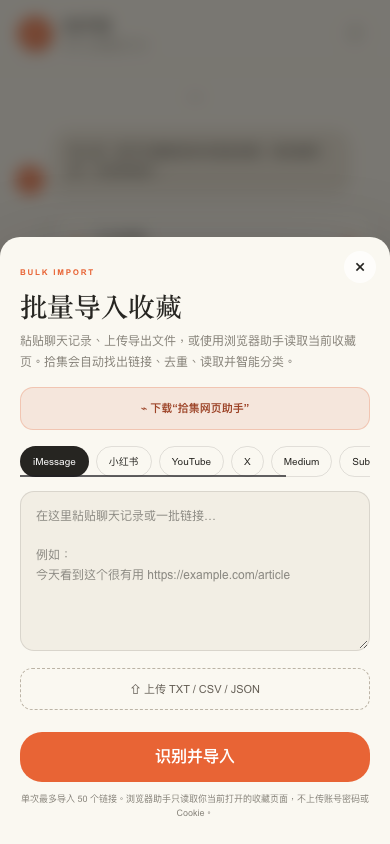 BULK IMPORT
批量导入收藏
粘贴聊天记录、上传导出文件，或使用浏览器助手读取当前收藏
页。拾集会自动找出链接、去重、读取并智能分类。
下载“拾集网页助手”
iMessage 小红书 YouTube X Medium Sub
在这里粘贴聊天记录或一批链接…
例如：
今天看到这个很有用 https://example.com/article
⇧ 上传 TXT / CSV / JSON
识别并导入
单次最多导入 50 个链接。浏览器助手只读取你当前打开的收藏页面，不上传账号密码或
Cookie。